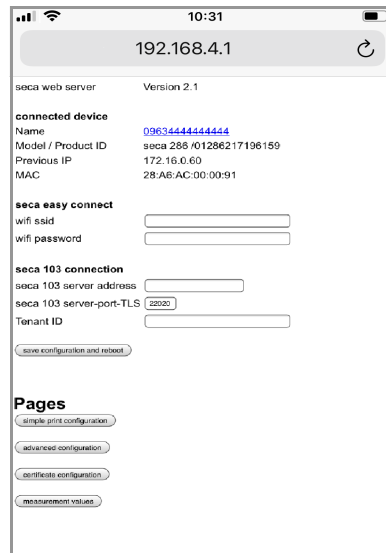 10:31
192.168.4.1
seca web server Version 2.1
connected device
Name 09634444444444
Model / Product ID seca 286 /01286217196159
Previous IP 172.16.0.60
MAC 28:A6:AC:00:00:91
seca easy connect
wifi ssid
wifi password
seca 103 connection
seca 103 server address
seca 103 server-port-TLS 22020
Tenant ID
save configuration and reboot
Pages
simple print configuration
advanced configuration
certificate configuration
measurement values